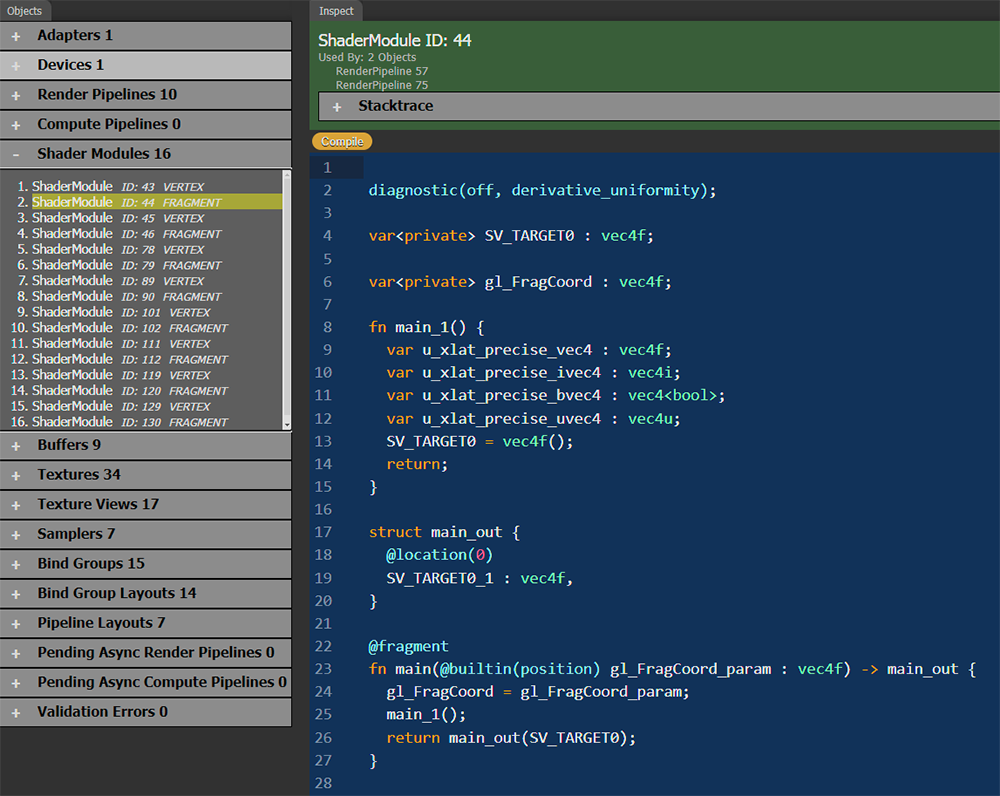 Objects
+ Adapters 1
+ Devices 1
+ Render Pipelines 10
+ Compute Pipelines 0
- Shader Modules 16
1. ShaderModule ID: 43 VERTEX
2. ShaderModule ID: 44 FRAGMENT
3. ShaderModule ID: 45 VERTEX
4. ShaderModule ID: 46 FRAGMENT
5. ShaderModule ID: 78 VERTEX
6. ShaderModule ID: 79 FRAGMENT
7. ShaderModule ID: 89 VERTEX
8. ShaderModule ID: 90 FRAGMENT
9. ShaderModule ID: 101 VERTEX
10. ShaderModule ID: 102 FRAGMENT
11. ShaderModule ID: 111 VERTEX
12. ShaderModule ID: 112 FRAGMENT
13. ShaderModule ID: 119 VERTEX
14. ShaderModule ID: 120 FRAGMENT
15. ShaderModule ID: 129 VERTEX
16. ShaderModule ID: 130 FRAGMENT
+ Buffers 9
+ Textures 34
+ Texture Views 17
+ Samplers 7
+ Bind Groups 15
+ Bind Group Layouts 14
+ Pipeline Layouts 7
+ Pending Async Render Pipelines 0
+ Pending Async Compute Pipelines 0
+ Validation Errors 0
Inspect
ShaderModule ID: 44
Used By: 2 Objects
RenderPipeline 57
RenderPipeline 75
+ Stacktrace
Compile
1
2 diagnostic(off, derivative_uniformity);
3
4 var<private> SV_TARGET0 : vec4f;
5
6 var<private> gl_FragCoord : vec4f;
7
8 fn main_1() {
9 var u_xlat_precise_vec4 : vec4f;
10 var u_xlat_precise_ivec4 : vec4i;
11 var u_xlat_precise_bvec4 : vec4<bool>;
12 var u_xlat_precise_uvec4 : vec4u;
13 SV_TARGET0 = vec4f();
14 return;
15 }
16
17 struct main_out {
18 @location(0)
19 SV_TARGET0_1 : vec4f,
20 }
21
22 @fragment
23 fn main(@builtin(position) gl_FragCoord_param : vec4f) -> main_out {
24 gl_FragCoord = gl_FragCoord_param;
25 main_1();
26 return main_out(SV_TARGET0);
27 }
28